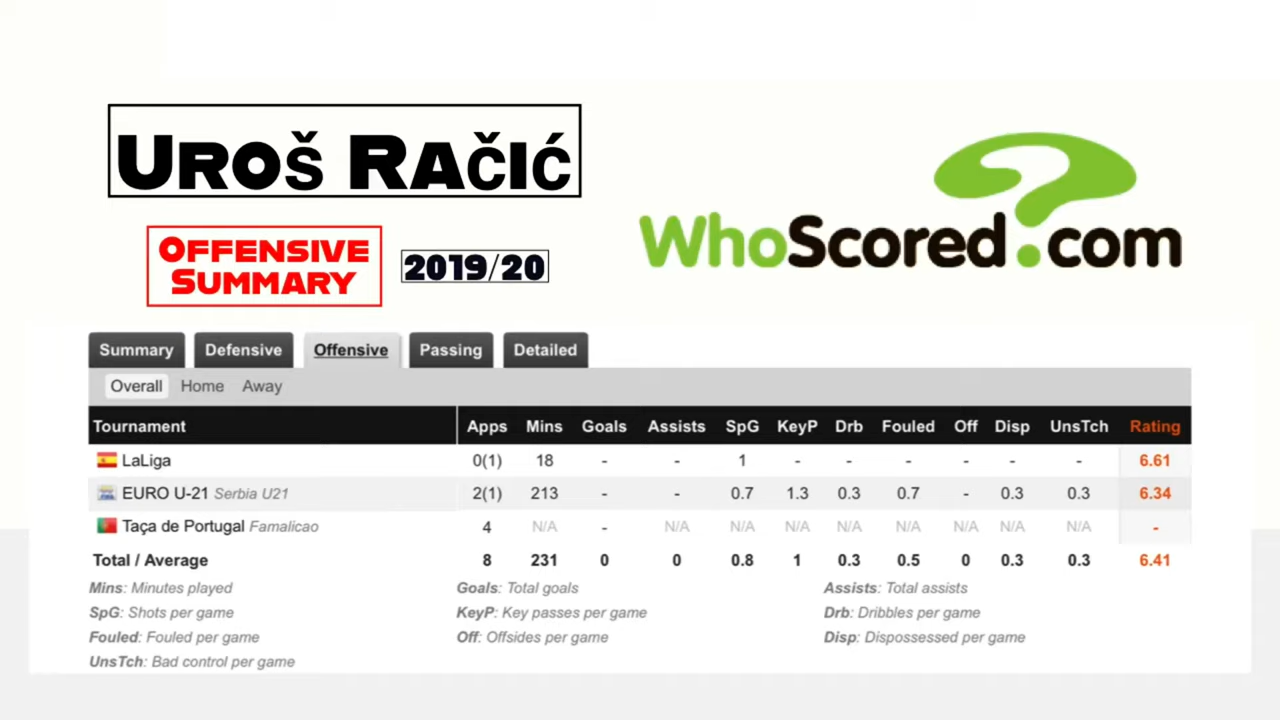 Uroš Račić
Offensive
Summary
2019/20
WhoScored?.com
Summary Defensive Offensive Passing Detailed
Overall Home Away
Tournament Apps Mins Goals Assists SpG KeyP Drb Fouled Off Disp UnsTch Rating
LaLiga 0(1) 18 - - 1 - - - - - - 6.61
EURO U-21 Serbia U21 2(1) 213 - - 0.7 1.3 0.3 0.7 - 0.3 0.3 6.34
Taça de Portugal Famalicao 4 N/A - N/A N/A N/A N/A N/A N/A N/A N/A -
Total / Average 8 231 0 0 0.8 1 0.3 0.5 0 0.3 0.3 6.41
Mins: Minutes played Goals: Total goals Assists: Total assists
SpG: Shots per game KeyP: Key passes per game Drb: Dribbles per game
Fouled: Fouled per game Off: Offsides per game Disp: Dispossessed per game
UnsTch: Bad control per game